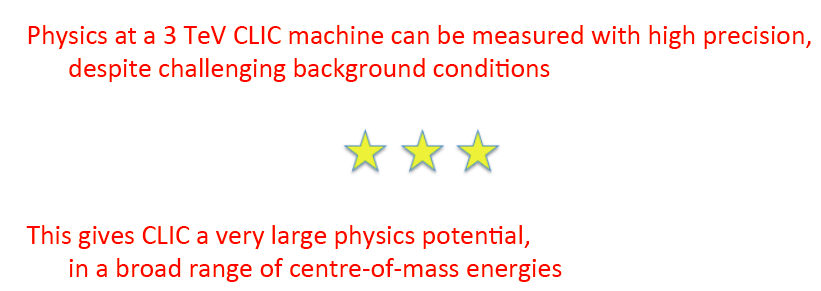 Physics at a 3 TeV CLIC machine can be measured with high precision,
despite challenging background conditions
This gives CLIC a very large physics potential,
in a broad range of centre-of-mass energies